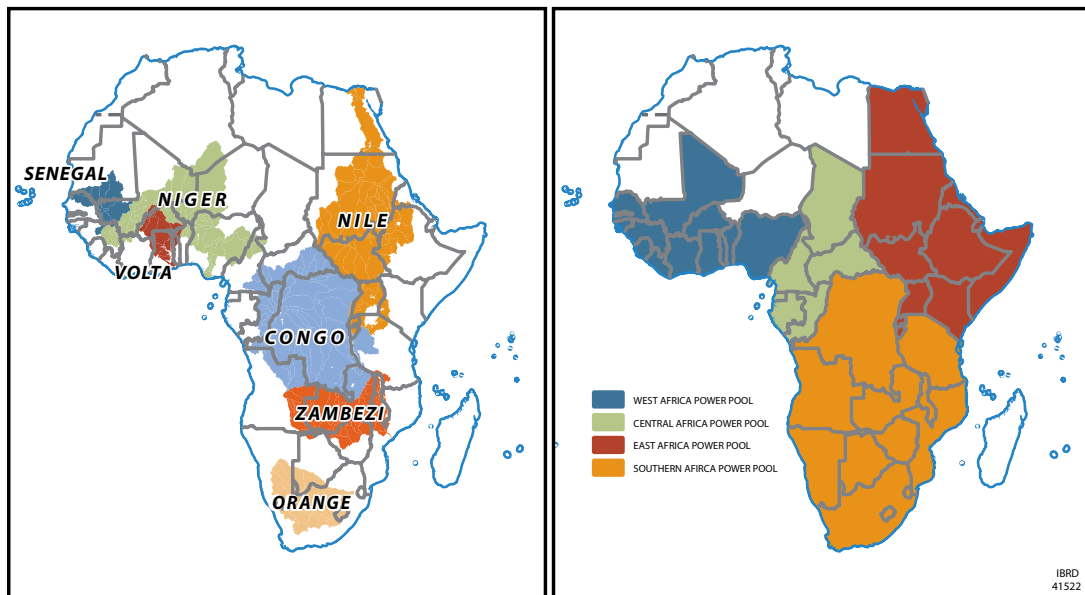 SENEGAL
NIGER
NILE
VOLTA
CONGO
ZAMBEZI
ORANGE
WEST AFRICA POWER POOL
CENTRAL AFRICA POWER POOL
EAST AFRICA POWER POOL
SOUTHERN AFIRCA POWER POOL
IBRD
41522